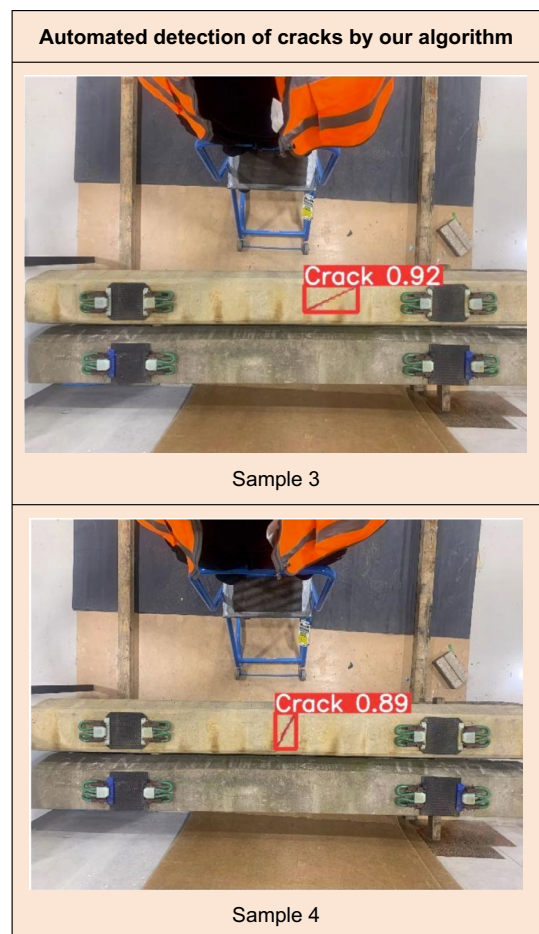 Automated detection of cracks by our algorithm
Crack 0.92
Sample 3
Crack 0.89
Sample 4